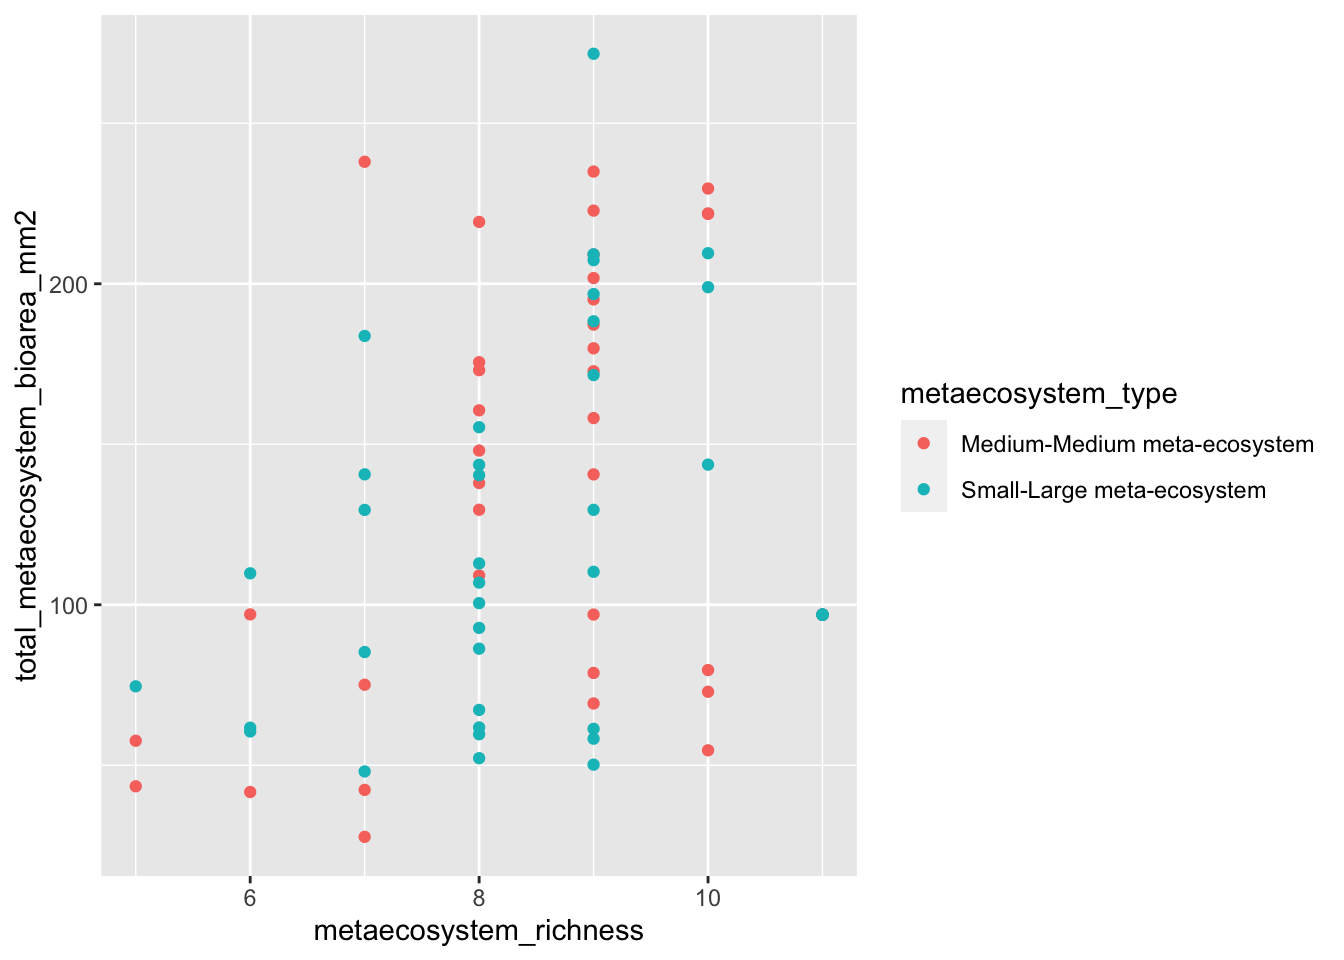 total_metaecosystem_bioarea_mm2
200
100
6
8
10
metaecosystem_richness
metaecosystem_type
Medium-Medium meta-ecosystem
Small-Large meta-ecosystem